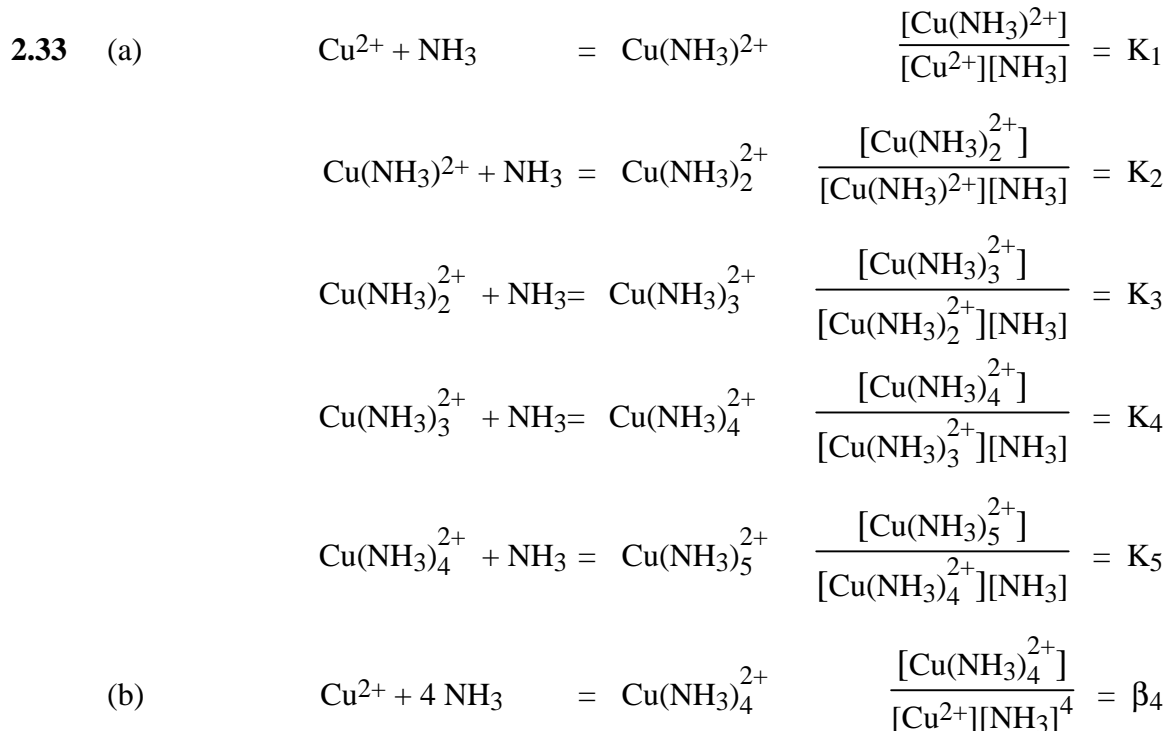 2.33 (a) Cu²⁺ + NH₃ = Cu(NH₃)²⁺ [Cu(NH₃)²⁺] / [Cu²⁺][NH₃] = K₁
Cu(NH₃)²⁺ + NH₃ = Cu(NH₃)₂²⁺ [Cu(NH₃)₂²⁺] / [Cu(NH₃)²⁺][NH₃] = K₂
Cu(NH₃)₂²⁺ + NH₃= Cu(NH₃)₃²⁺ [Cu(NH₃)₃²⁺] / [Cu(NH₃)₂²⁺][NH₃] = K₃
Cu(NH₃)₃²⁺ + NH₃= Cu(NH₃)₄²⁺ [Cu(NH₃)₄²⁺] / [Cu(NH₃)₃²⁺][NH₃] = K₄
Cu(NH₃)₄²⁺ + NH₃ = Cu(NH₃)₅²⁺ [Cu(NH₃)₅²⁺] / [Cu(NH₃)₄²⁺][NH₃] = K₅
(b) Cu²⁺ + 4 NH₃ = Cu(NH₃)₄²⁺ [Cu(NH₃)₄²⁺] / [Cu²⁺][NH₃]⁴ = β₄